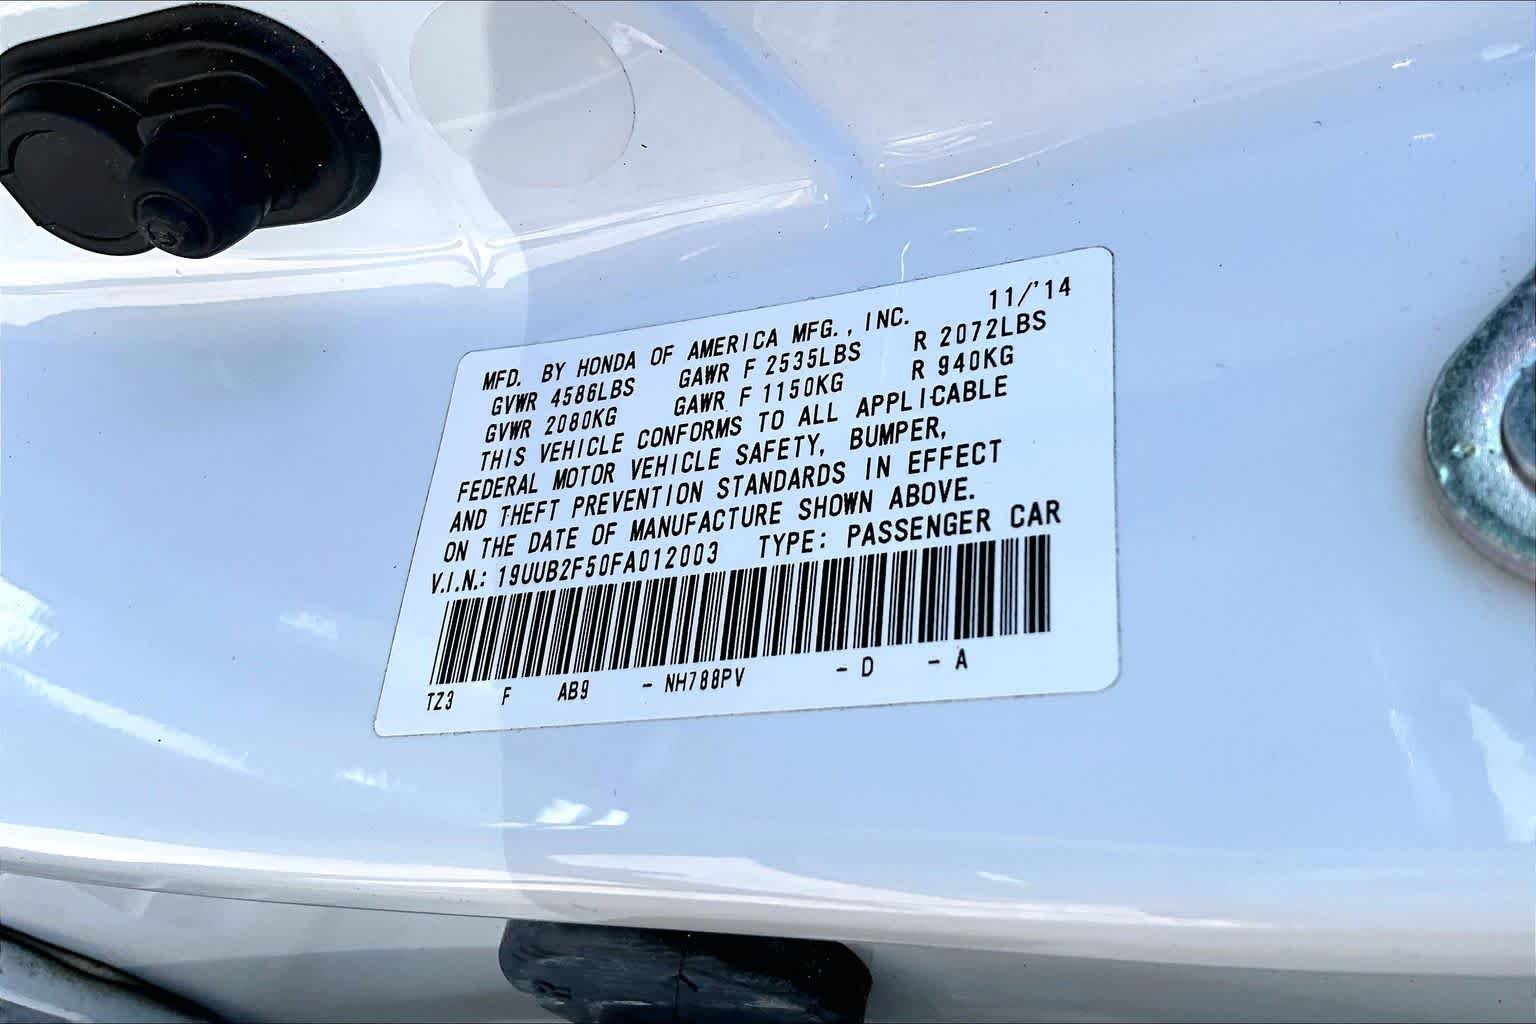 MFD. BY HONDA OF AMERICA MFG., INC. 11/'14
GVWR 4586LBS GAWR F 2535LBS R 2072LBS
GVWR 2080KG GAWR F 1150KG R 940KG
THIS VEHICLE CONFORMS TO ALL APPLICABLE
FEDERAL MOTOR VEHICLE SAFETY, BUMPER,
AND THEFT PREVENTION STANDARDS IN EFFECT
ON THE DATE OF MANUFACTURE SHOWN ABOVE.
V.I.N.: 19UUB2F50FA012003 TYPE: PASSENGER CAR
TZ3 F AB9 - NH788PV - D - A